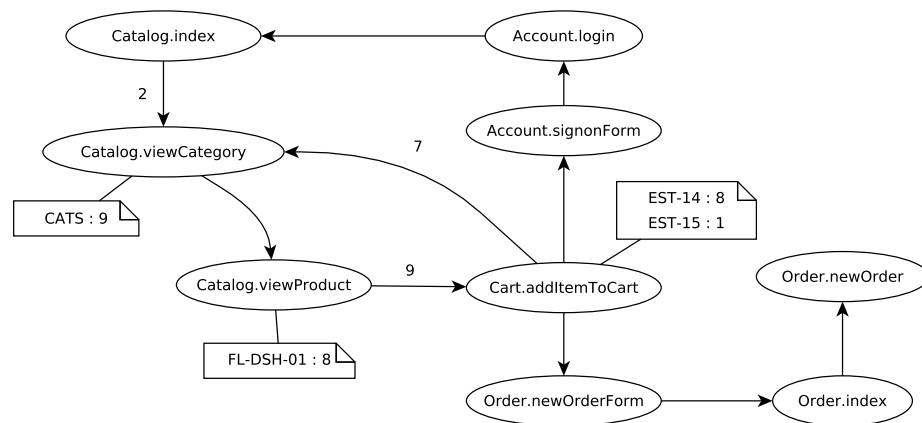 Catalog.index
Account.login
2
Account.signonForm
7
Catalog.viewCategory
EST-14 : 8
EST-15 : 1
CATS : 9
9
Order.newOrder
Catalog.viewProduct
Cart.addItemToCart
FL-DSH-01 : 8
Order.newOrderForm
Order.index